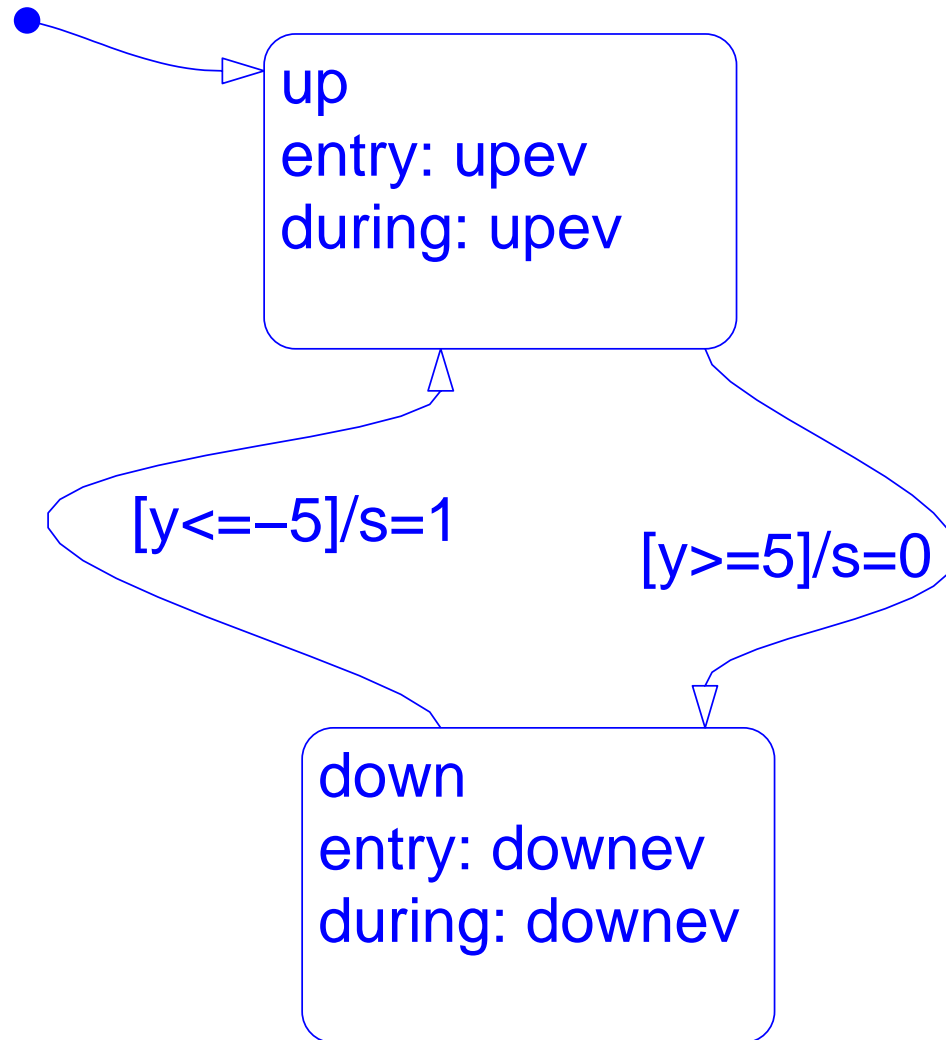 up
entry: upev
during: upev
[y<=–5]/s=1
[y>=5]/s=0
down
entry: downev
during: downev